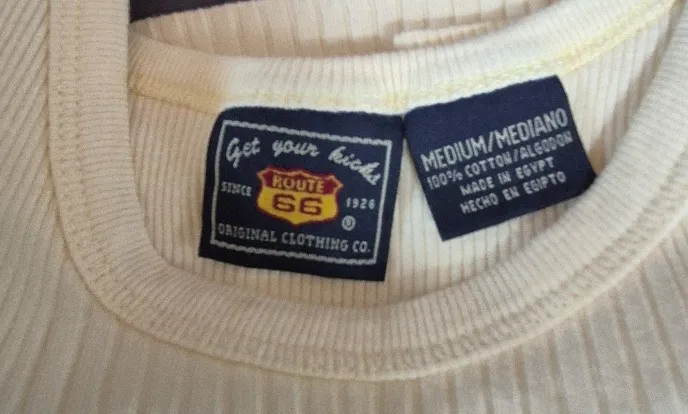 Get your kicks
SINCE ROUTE 66 1926
®
ORIGINAL CLOTHING CO.
MEDIUM/MEDIANO
100% COTTON/ALGODON
MADE IN EGYPT
HECHO EN EGIPTO